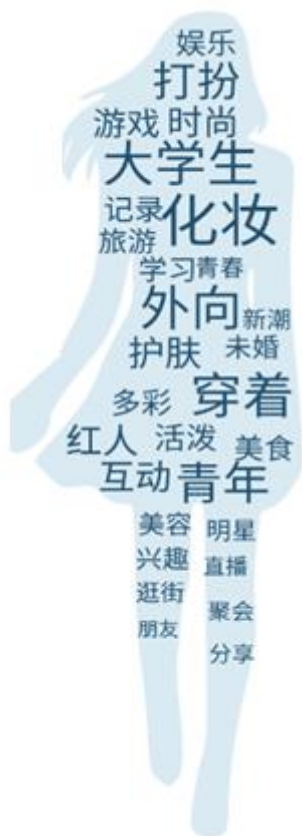 娱乐
打扮
游戏 时尚
大学生
记录 化妆
旅游
学习 青春
外向 新潮
护肤 未婚
多彩 穿着
红人 活泼 美食
互动 青年
美容 明星
兴趣 直播
逛街 聚会
朋友 分享